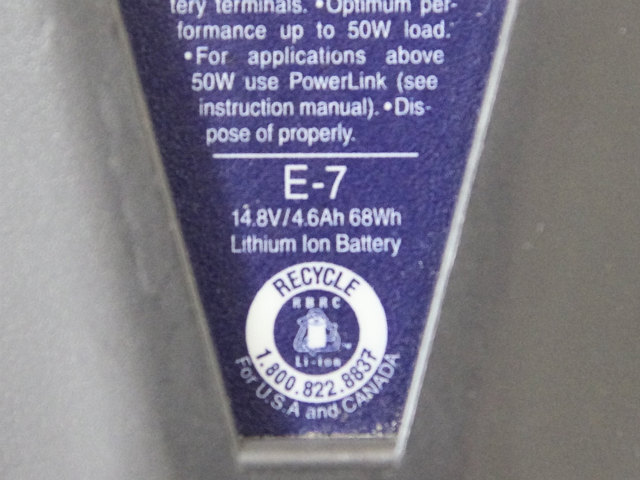 tery terminals. •Optimum per-
formance up to 50W load.
•For applications above
50W use PowerLink (see
instruction manual). •Dis-
pose of properly.
E-7
14.8V/4.6Ah 68Wh
Lithium Ion Battery
RECYCLE
RBRC
Li-Ion
1.800.822.8837
For U.S.A and CANADA